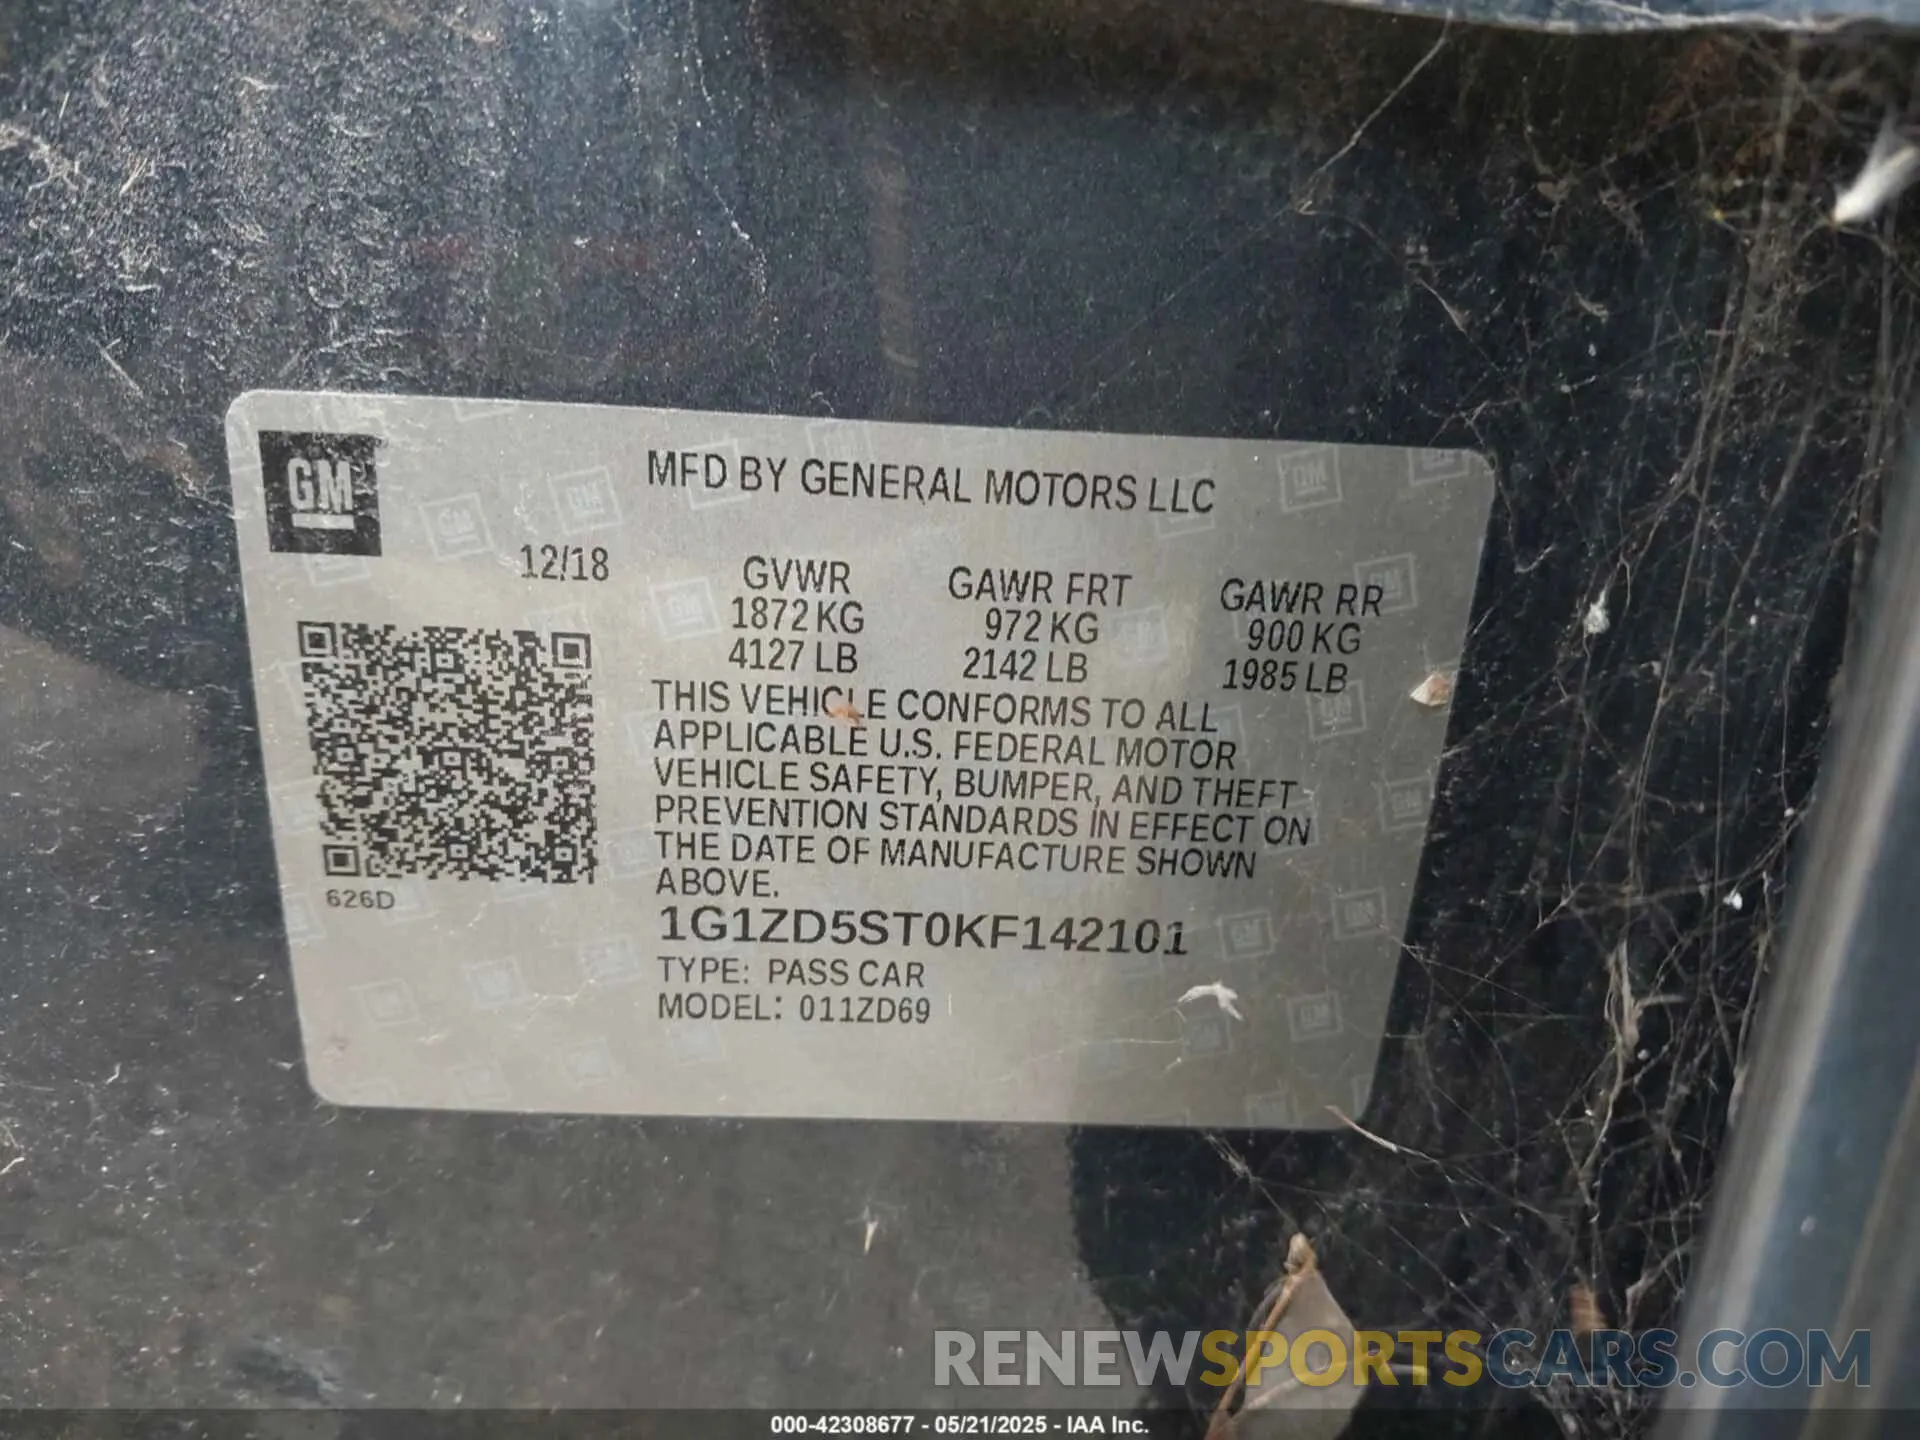 GM
MFD BY GENERAL MOTORS LLC
12/18
GVWR GAWR FRT GAWR RR
1872 KG 972 KG 900 KG
4127 LB 2142 LB 1985 LB
THIS VEHICLE CONFORMS TO ALL
APPLICABLE U.S. FEDERAL MOTOR
VEHICLE SAFETY, BUMPER, AND THEFT
PREVENTION STANDARDS IN EFFECT ON
THE DATE OF MANUFACTURE SHOWN
ABOVE.
626D
1G1ZD5ST0KF142101
TYPE: PASS CAR
MODEL: 011ZD69
RENEWSPORTSCARS.COM
000-42308677 - 05/21/2025 - IAA Inc.